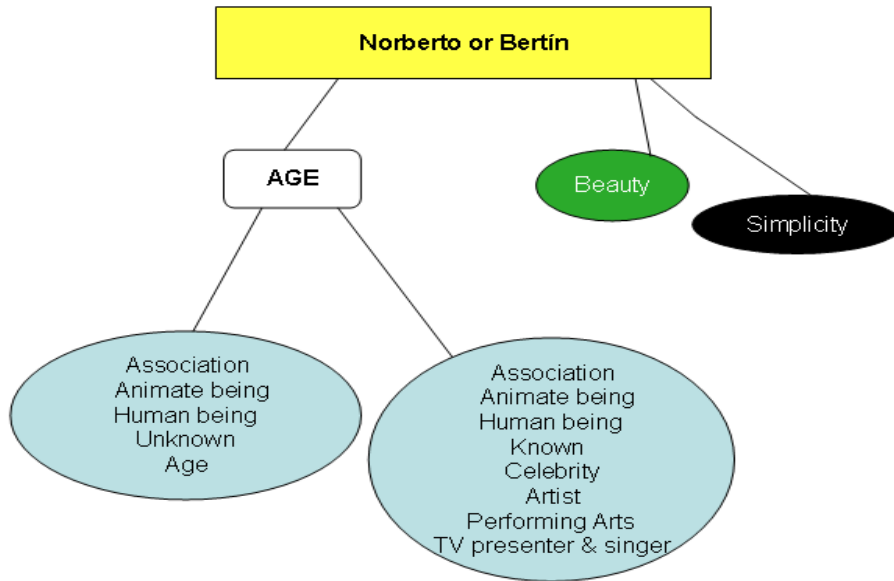 Norberto or Bertín
AGE
Beauty
Simplicity
Association
Animate being
Human being
Unknown
Age
Association
Animate being
Human being
Known
Celebrity
Artist
Performing Arts
TV presenter & singer